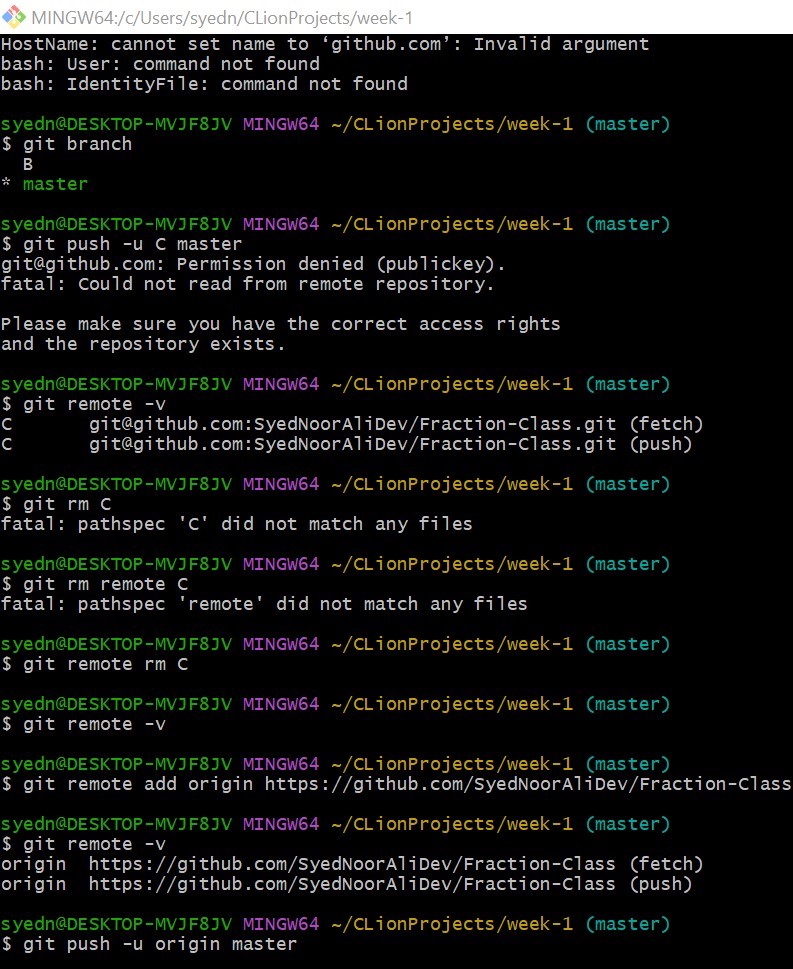 MINGW64:/c/Users/syedn/CLionProjects/week-1
HostName: cannot set name to ‘github.com’: Invalid argument
bash: User: command not found
bash: IdentityFile: command not found
syedn@DESKTOP-MVJF8JV MINGW64 ~/CLionProjects/week-1 (master)
$ git branch
  B
* master
syedn@DESKTOP-MVJF8JV MINGW64 ~/CLionProjects/week-1 (master)
$ git push -u C master
git@github.com: Permission denied (publickey).
fatal: Could not read from remote repository.
Please make sure you have the correct access rights
and the repository exists.
syedn@DESKTOP-MVJF8JV MINGW64 ~/CLionProjects/week-1 (master)
$ git remote -v
C       git@github.com:SyedNoorAliDev/Fraction-Class.git (fetch)
C       git@github.com:SyedNoorAliDev/Fraction-Class.git (push)
syedn@DESKTOP-MVJF8JV MINGW64 ~/CLionProjects/week-1 (master)
$ git rm C
fatal: pathspec 'C' did not match any files
syedn@DESKTOP-MVJF8JV MINGW64 ~/CLionProjects/week-1 (master)
$ git rm remote C
fatal: pathspec 'remote' did not match any files
syedn@DESKTOP-MVJF8JV MINGW64 ~/CLionProjects/week-1 (master)
$ git remote rm C
syedn@DESKTOP-MVJF8JV MINGW64 ~/CLionProjects/week-1 (master)
$ git remote -v
syedn@DESKTOP-MVJF8JV MINGW64 ~/CLionProjects/week-1 (master)
$ git remote add origin https://github.com/SyedNoorAliDev/Fraction-Class
syedn@DESKTOP-MVJF8JV MINGW64 ~/CLionProjects/week-1 (master)
$ git remote -v
origin  https://github.com/SyedNoorAliDev/Fraction-Class (fetch)
origin  https://github.com/SyedNoorAliDev/Fraction-Class (push)
syedn@DESKTOP-MVJF8JV MINGW64 ~/CLionProjects/week-1 (master)
$ git push -u origin master